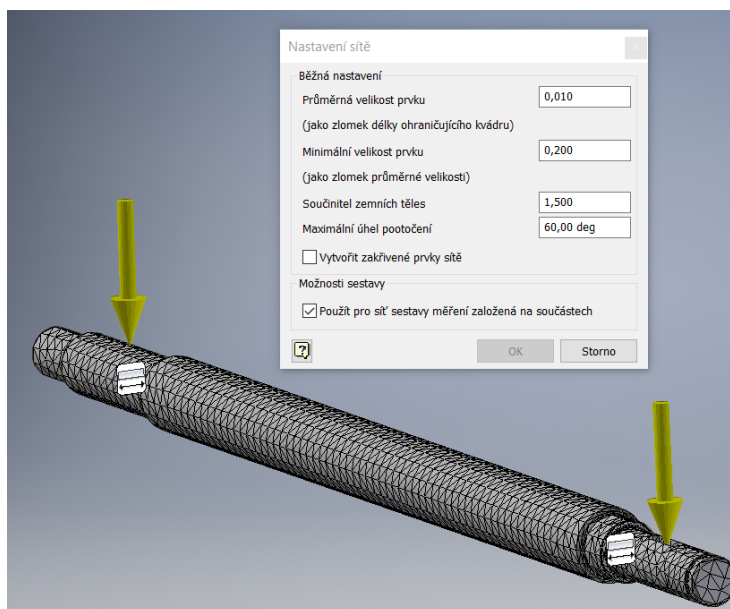 Nastavení sítě
Běžná nastavení
Průměrná velikost prvku 0,010
(jako zlomek délky ohraničujícího kvádru)
Minimální velikost prvku 0,200
(jako zlomek průměrné velikosti)
Součinitel zemních těles 1,500
Maximální úhel pootočení 60,00 deg
Vytvořit zakřivené prvky sítě
Možnosti sestavy
Použít pro síť sestavy měření založená na součástech
OK Storno